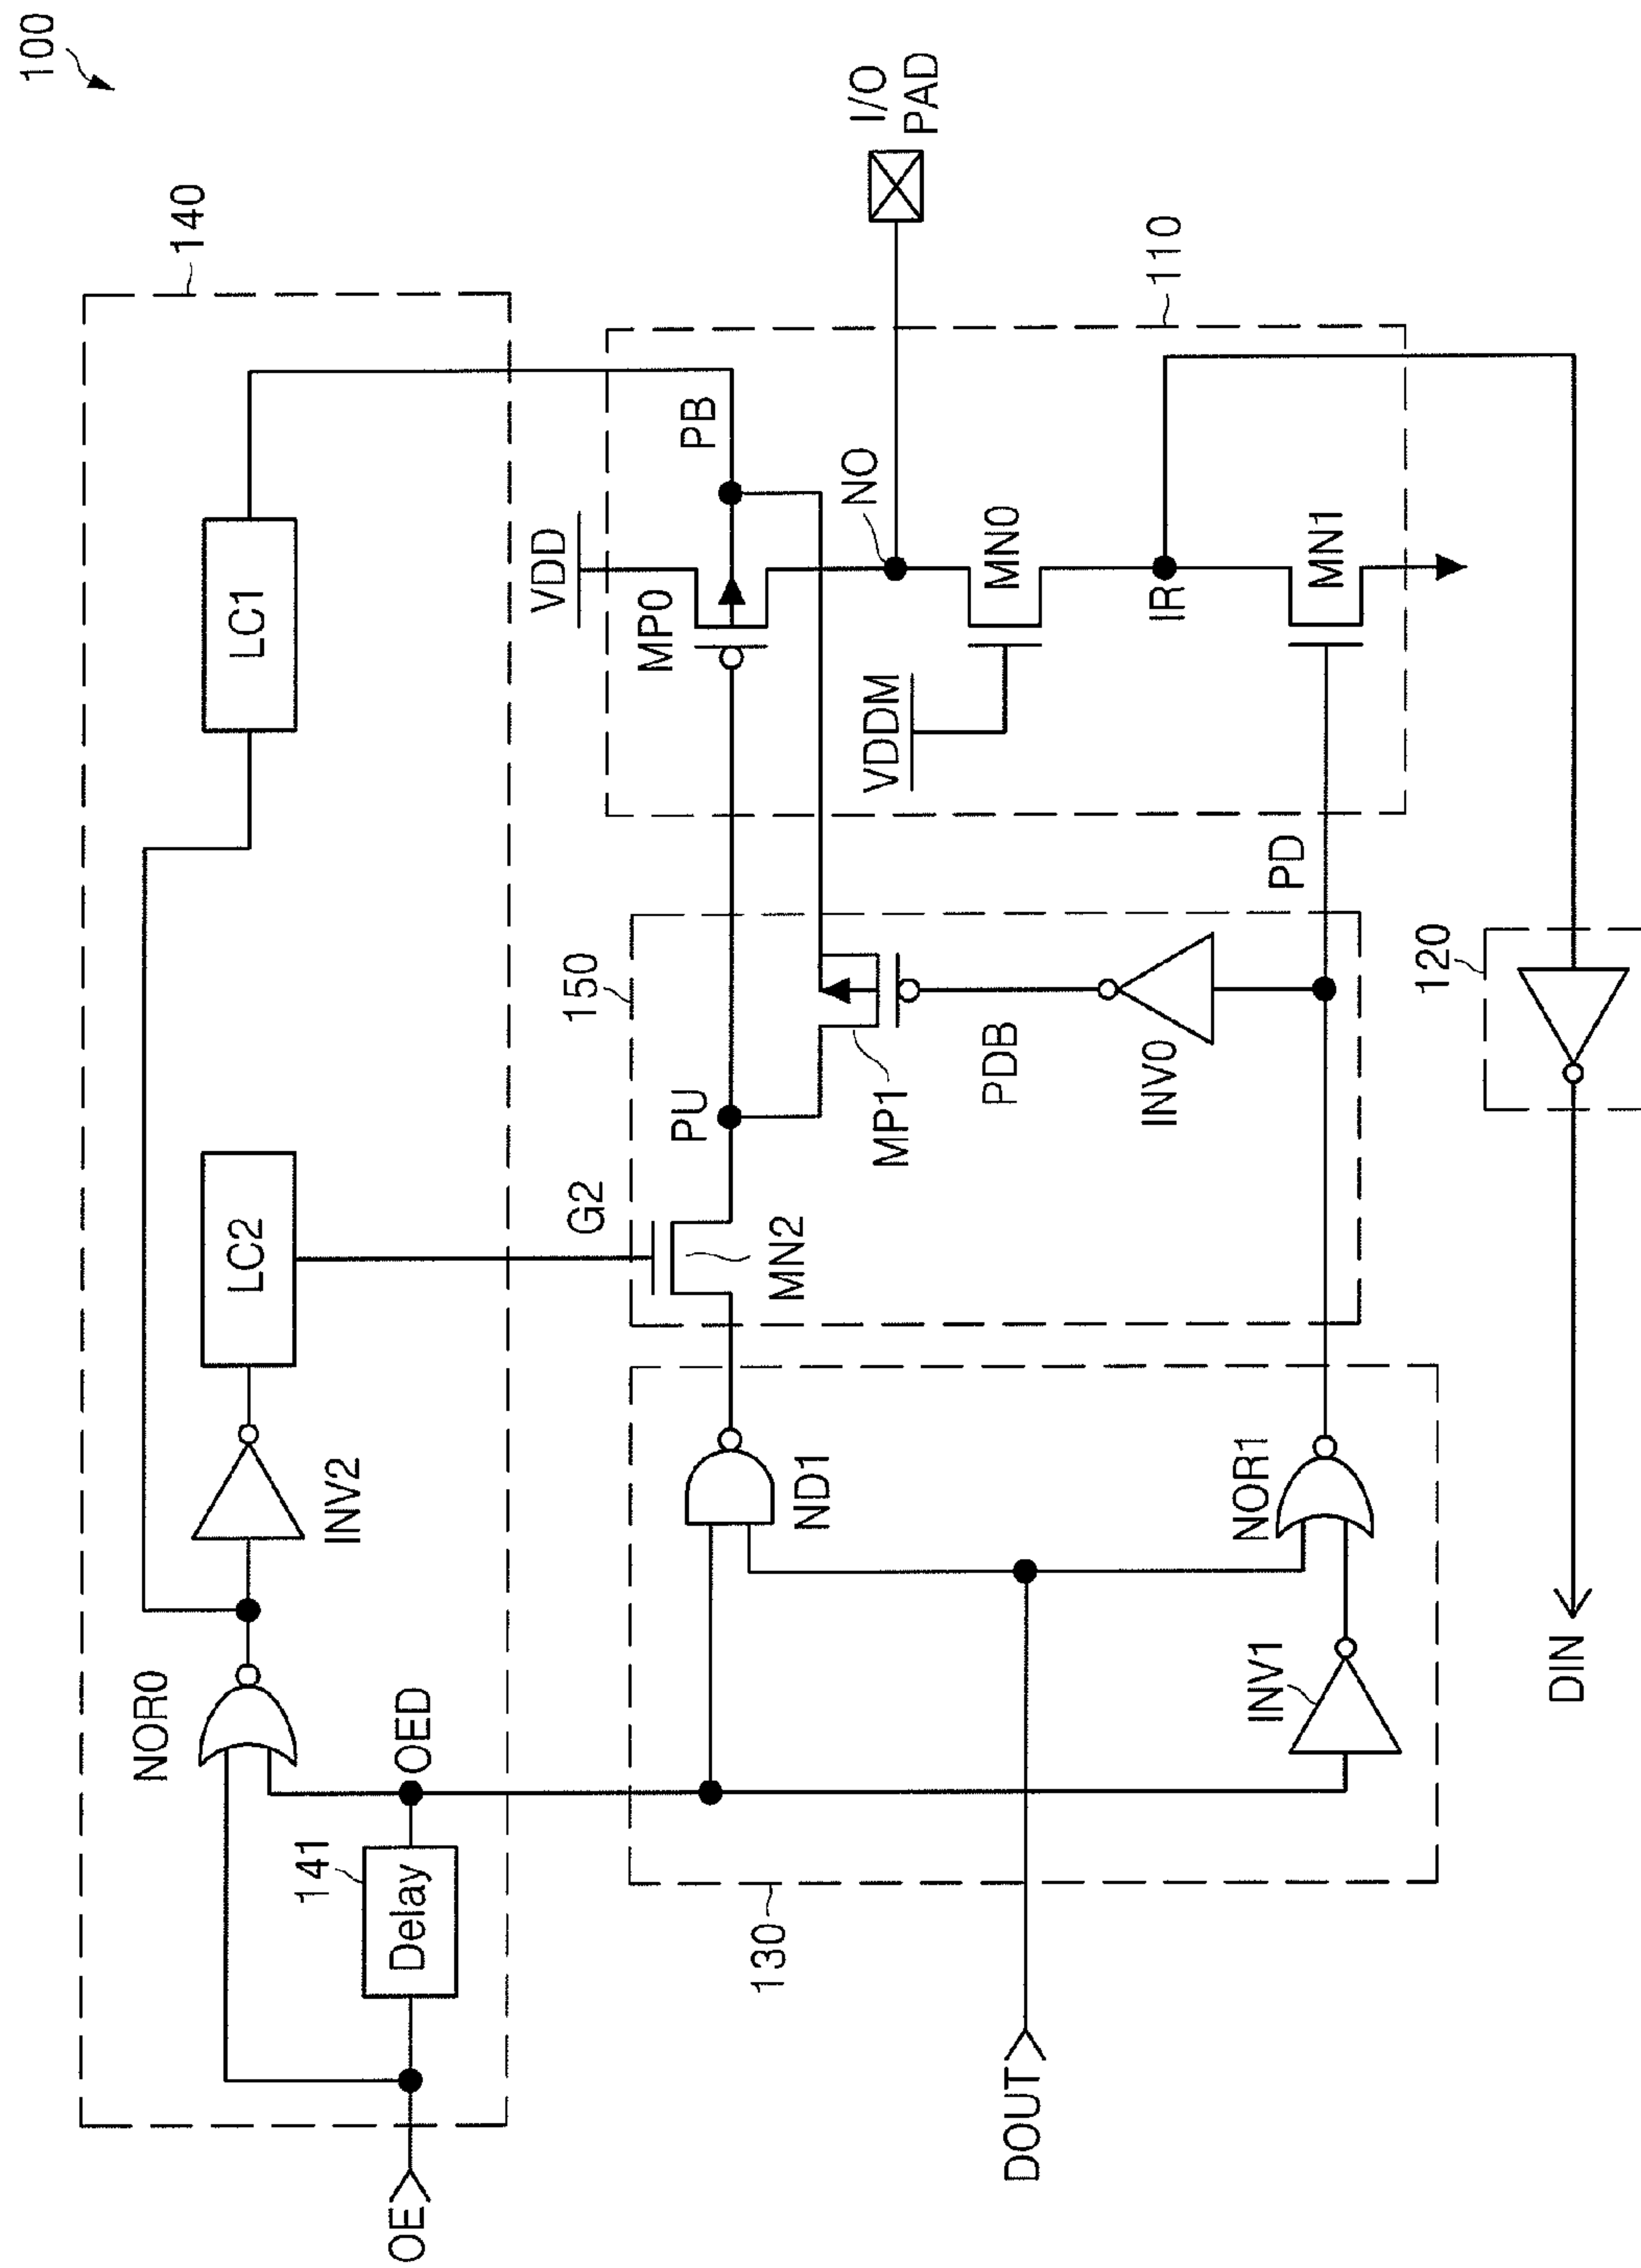 100
140
LC1
LC2
INV2
NOR0
OED
141
Delay
OE
I/O
PAD
110
VDD
PB
MP0
NO
VDDM
MN0
IR
MN1
150
G2
PU
MN2
MP1
PDB
INV0
PD
130
ND1
NOR1
INV1
DOUT
120
DIN